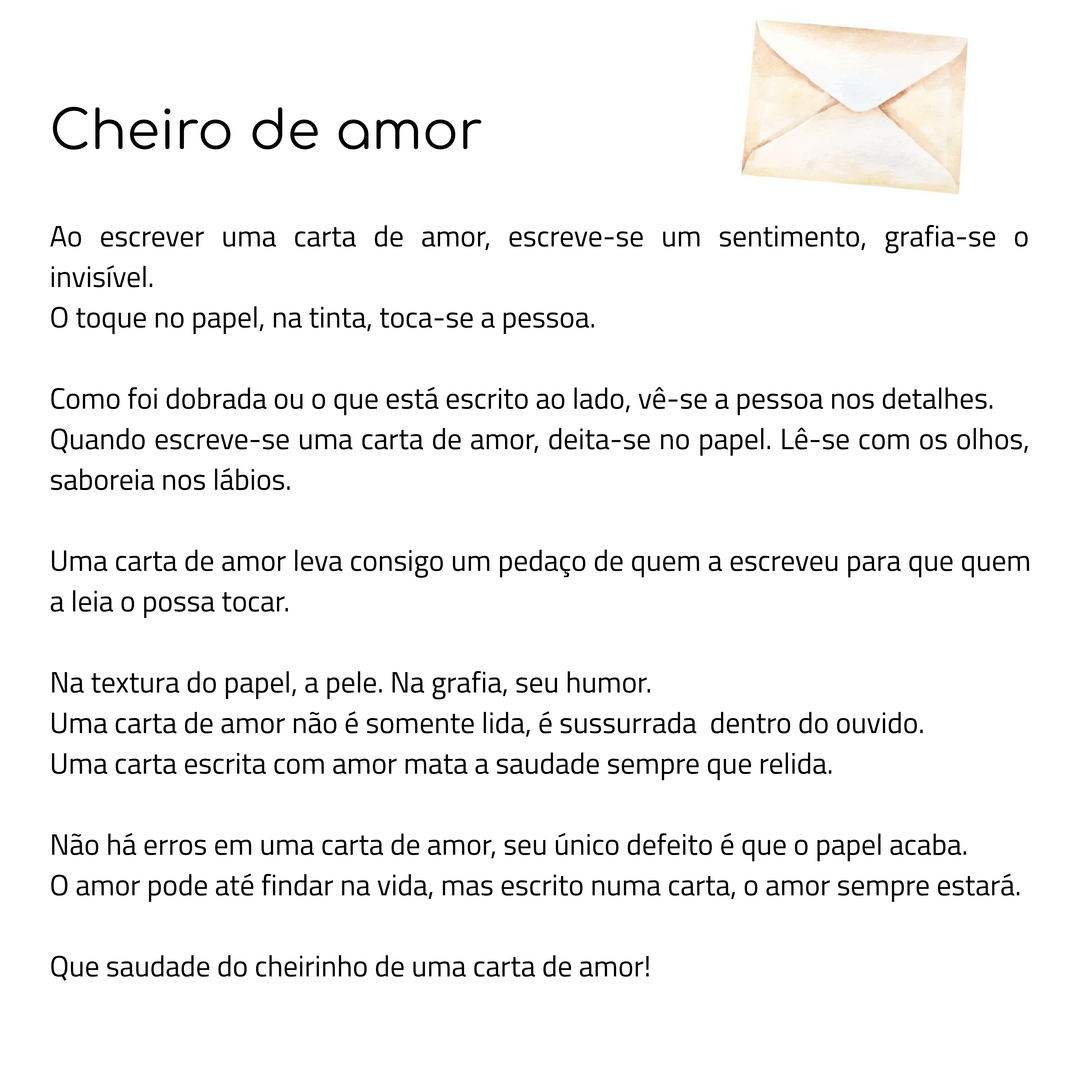 Cheiro de amor
Ao escrever uma carta de amor, escreve-se um sentimento, grafia-se o
invisível.
O toque no papel, na tinta, toca-se a pessoa.
Como foi dobrada ou o que está escrito ao lado, vê-se a pessoa nos detalhes.
Quando escreve-se uma carta de amor, deita-se no papel. Lê-se com os olhos,
saboreia nos lábios.
Uma carta de amor leva consigo um pedaço de quem a escreveu para que quem
a leia o possa tocar.
Na textura do papel, a pele. Na grafia, seu humor.
Uma carta de amor não é somente lida, é sussurrada  dentro do ouvido.
Uma carta escrita com amor mata a saudade sempre que relida.
Não há erros em uma carta de amor, seu único defeito é que o papel acaba.
O amor pode até findar na vida, mas escrito numa carta, o amor sempre estará.
Que saudade do cheirinho de uma carta de amor!